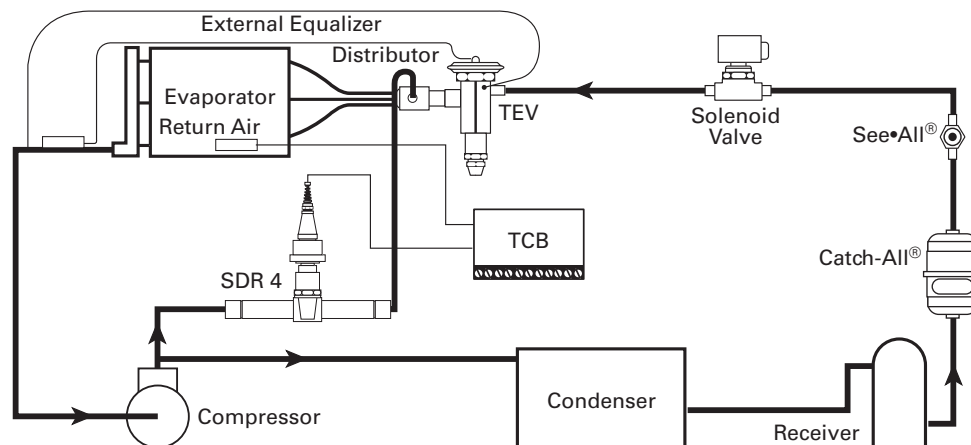 External Equalizer
Distributor
Evaporator
Return Air
TEV
Solenoid
Valve
See•All®
SDR 4
TCB
Catch-All®
Compressor
Condenser
Receiver